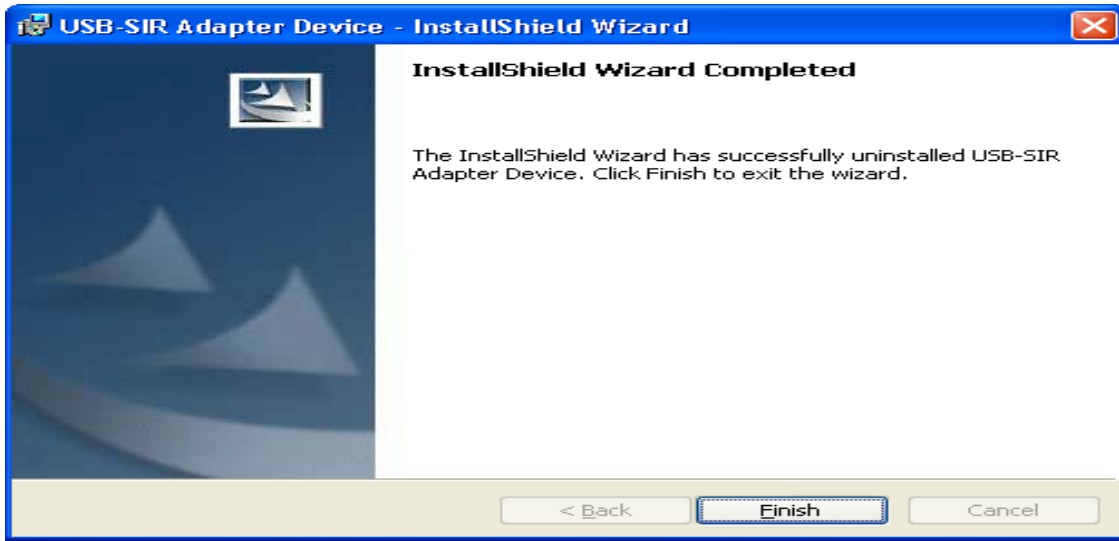 USB-SIR Adapter Device - InstallShield Wizard
InstallShield Wizard Completed
The InstallShield Wizard has successfully uninstalled USB-SIR
Adapter Device. Click Finish to exit the wizard.
< Back Finish Cancel